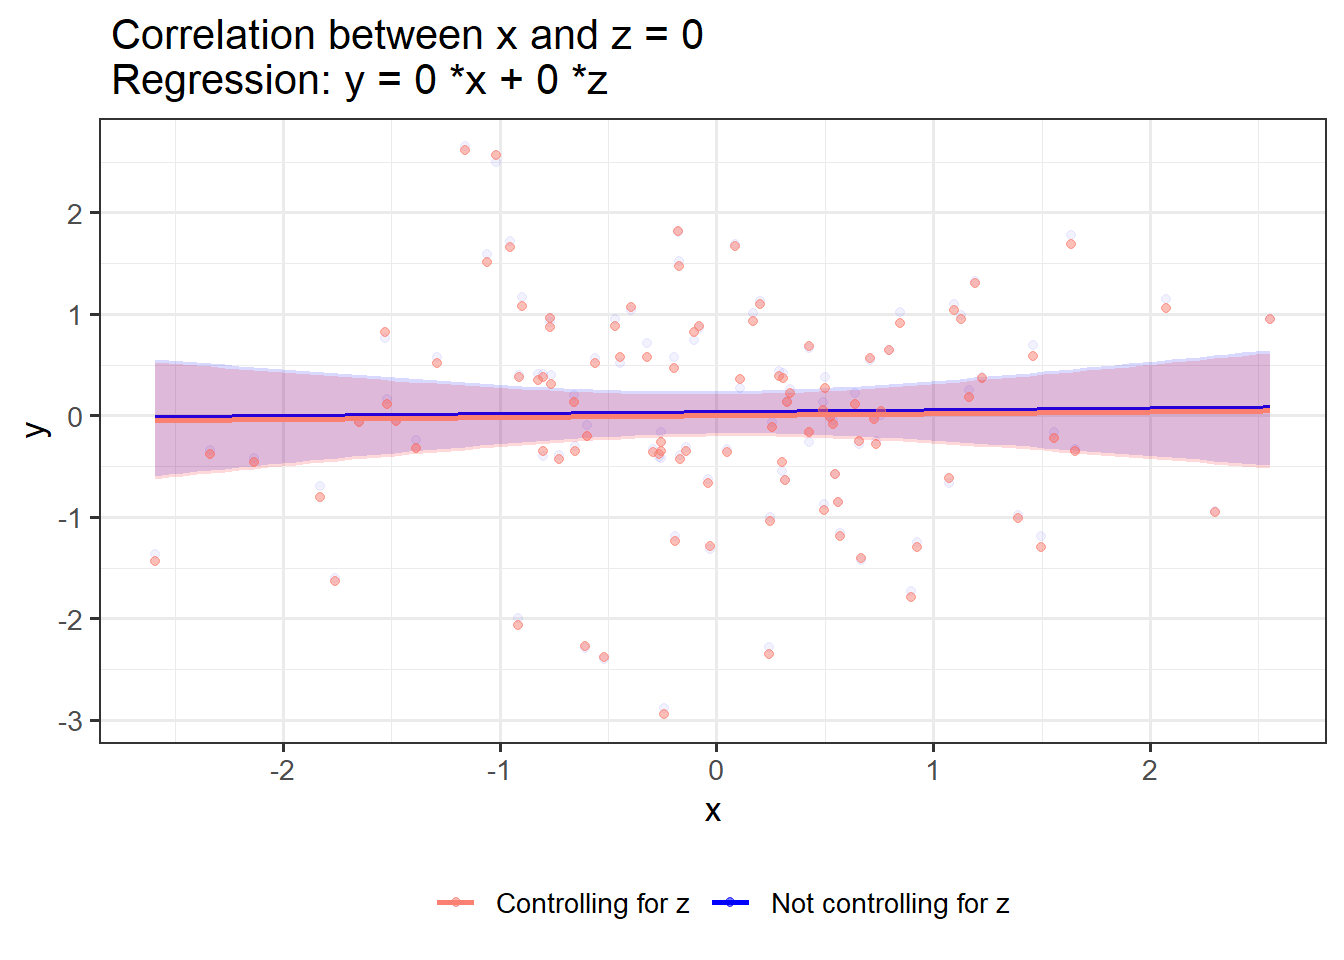 Correlation between x and z = 0
Regression: y = 0 *x + 0 *z
y
2
1
0
-1
-2
-3
-2
-1
0
1
2
x
Controlling for z
Not controlling for z